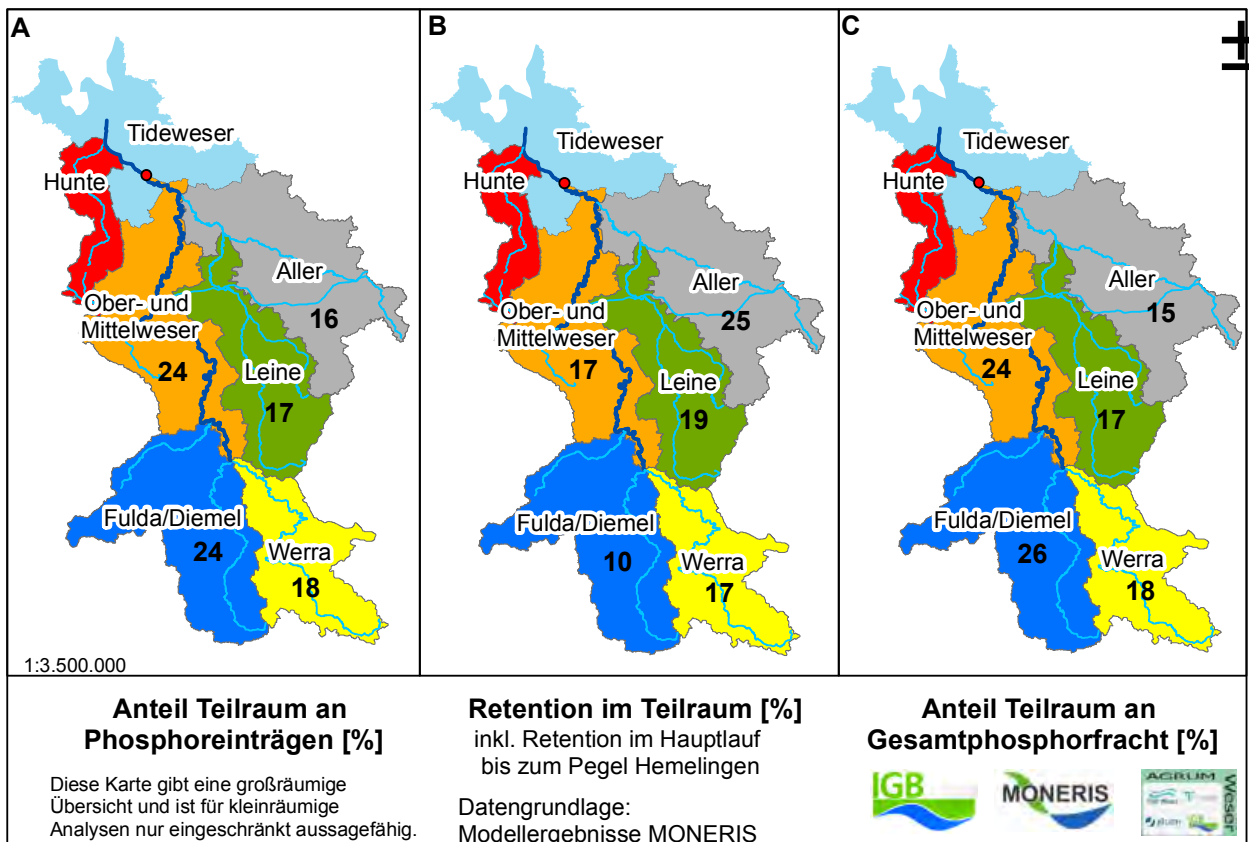 A
Tideweser
Hunte
Aller
16
Ober- und
Mittelweser
24
Leine
17
Fulda/Diemel
24
Werra
18
1:3.500.000
B
Tideweser
Hunte
Aller
25
Ober- und
Mittelweser
17
Leine
19
Fulda/Diemel
10
Werra
17
C
Tideweser
Hunte
Aller
15
Ober- und
Mittelweser
24
Leine
17
Fulda/Diemel
26
Werra
18
Anteil Teilraum an
Phosphoreinträgen [%]
Diese Karte gibt eine großräumige
Übersicht und ist für kleinräumige
Analysen nur eingeschränkt aussagefähig.
Retention im Teilraum [%]
inkl. Retention im Hauptlauf
bis zum Pegel Hemelingen
Datengrundlage:
Modellergebnisse MONERIS
Anteil Teilraum an
Gesamtphosphorfracht [%]
IGB
MONERIS
AGRUM
Weser